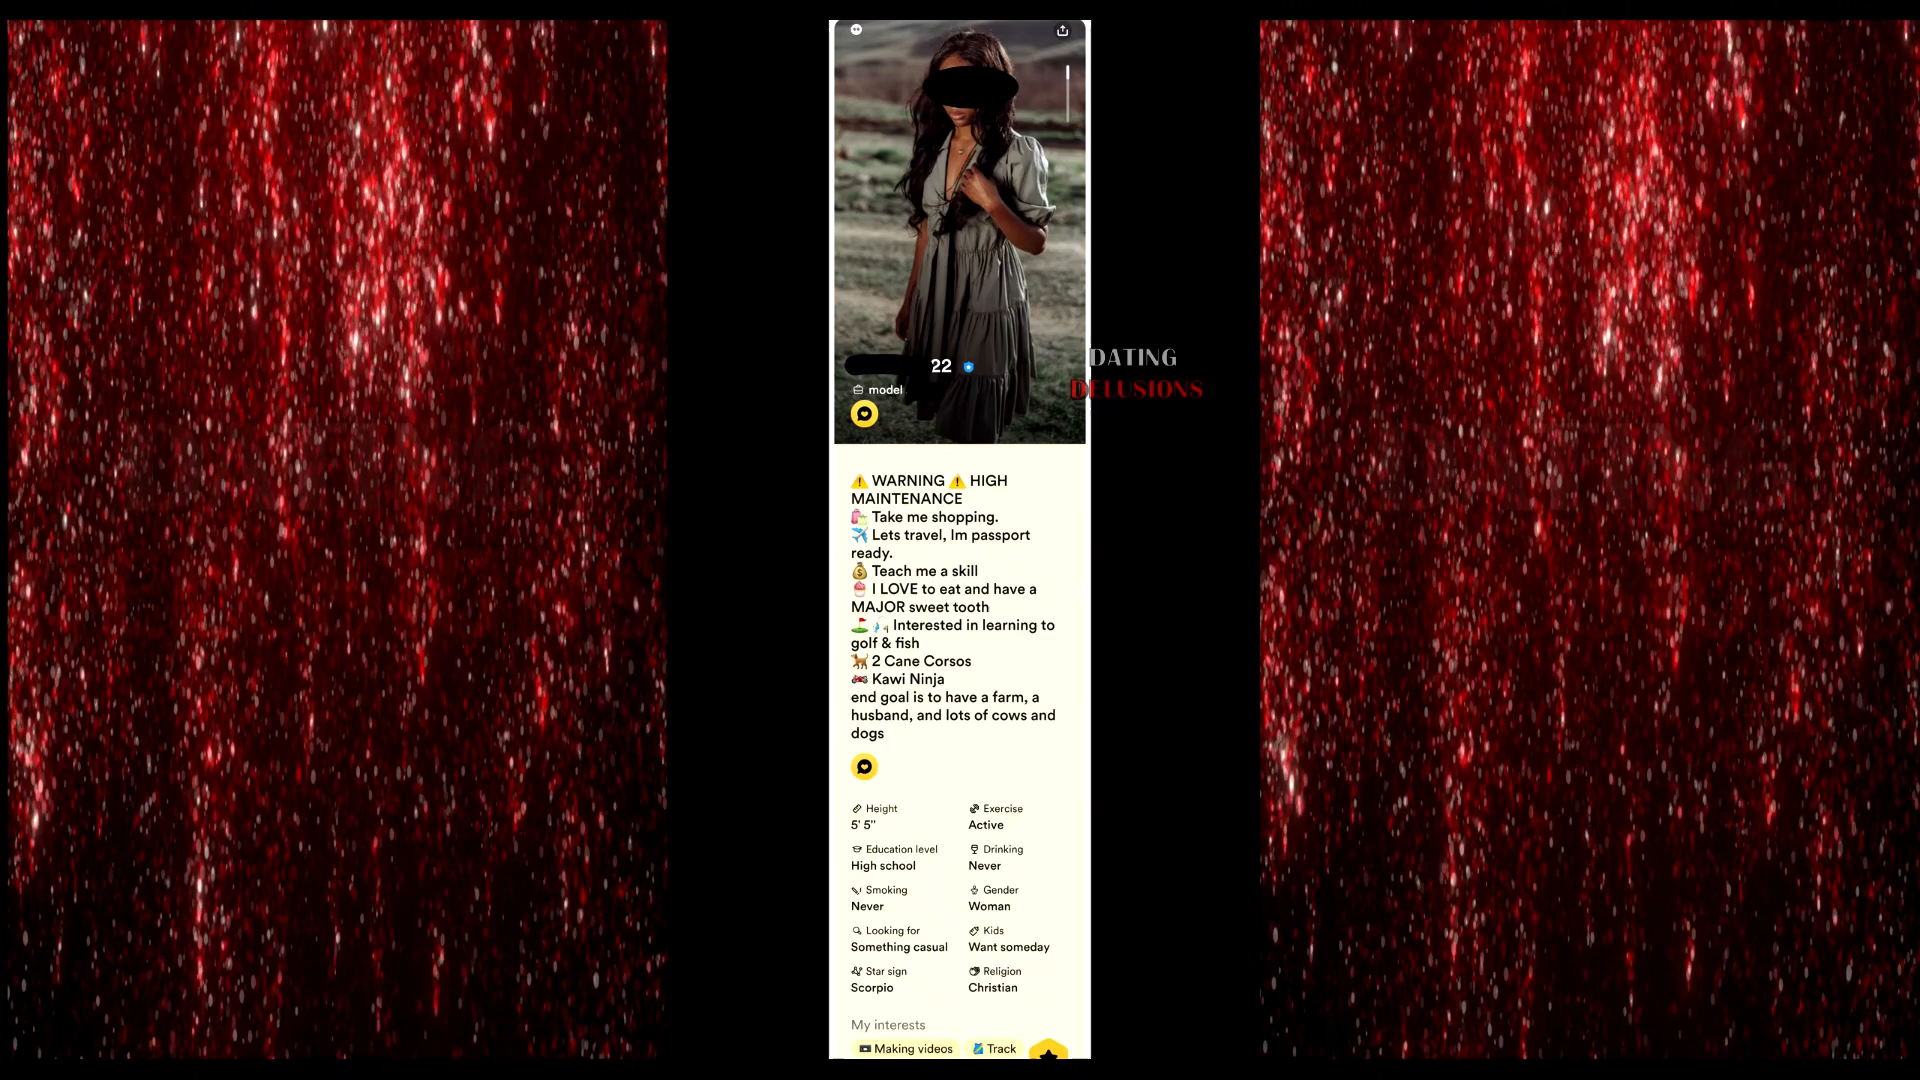 22
model
DATING
DELUSIONS
⚠️ WARNING ⚠️ HIGH
MAINTENANCE
🛍️ Take me shopping.
✈️ Lets travel, Im passport
ready.
💰 Teach me a skill
🧁 I LOVE to eat and have a
MAJOR sweet tooth
⛳🎣 Interested in learning to
golf & fish
🐕 2 Cane Corsos
🏍️ Kawi Ninja
end goal is to have a farm, a
husband, and lots of cows and
dogs
Height
5' 5"
Exercise
Active
Education level
High school
Drinking
Never
Smoking
Never
Gender
Woman
Looking for
Something casual
Kids
Want someday
Star sign
Scorpio
Religion
Christian
My interests
Making videos
Track